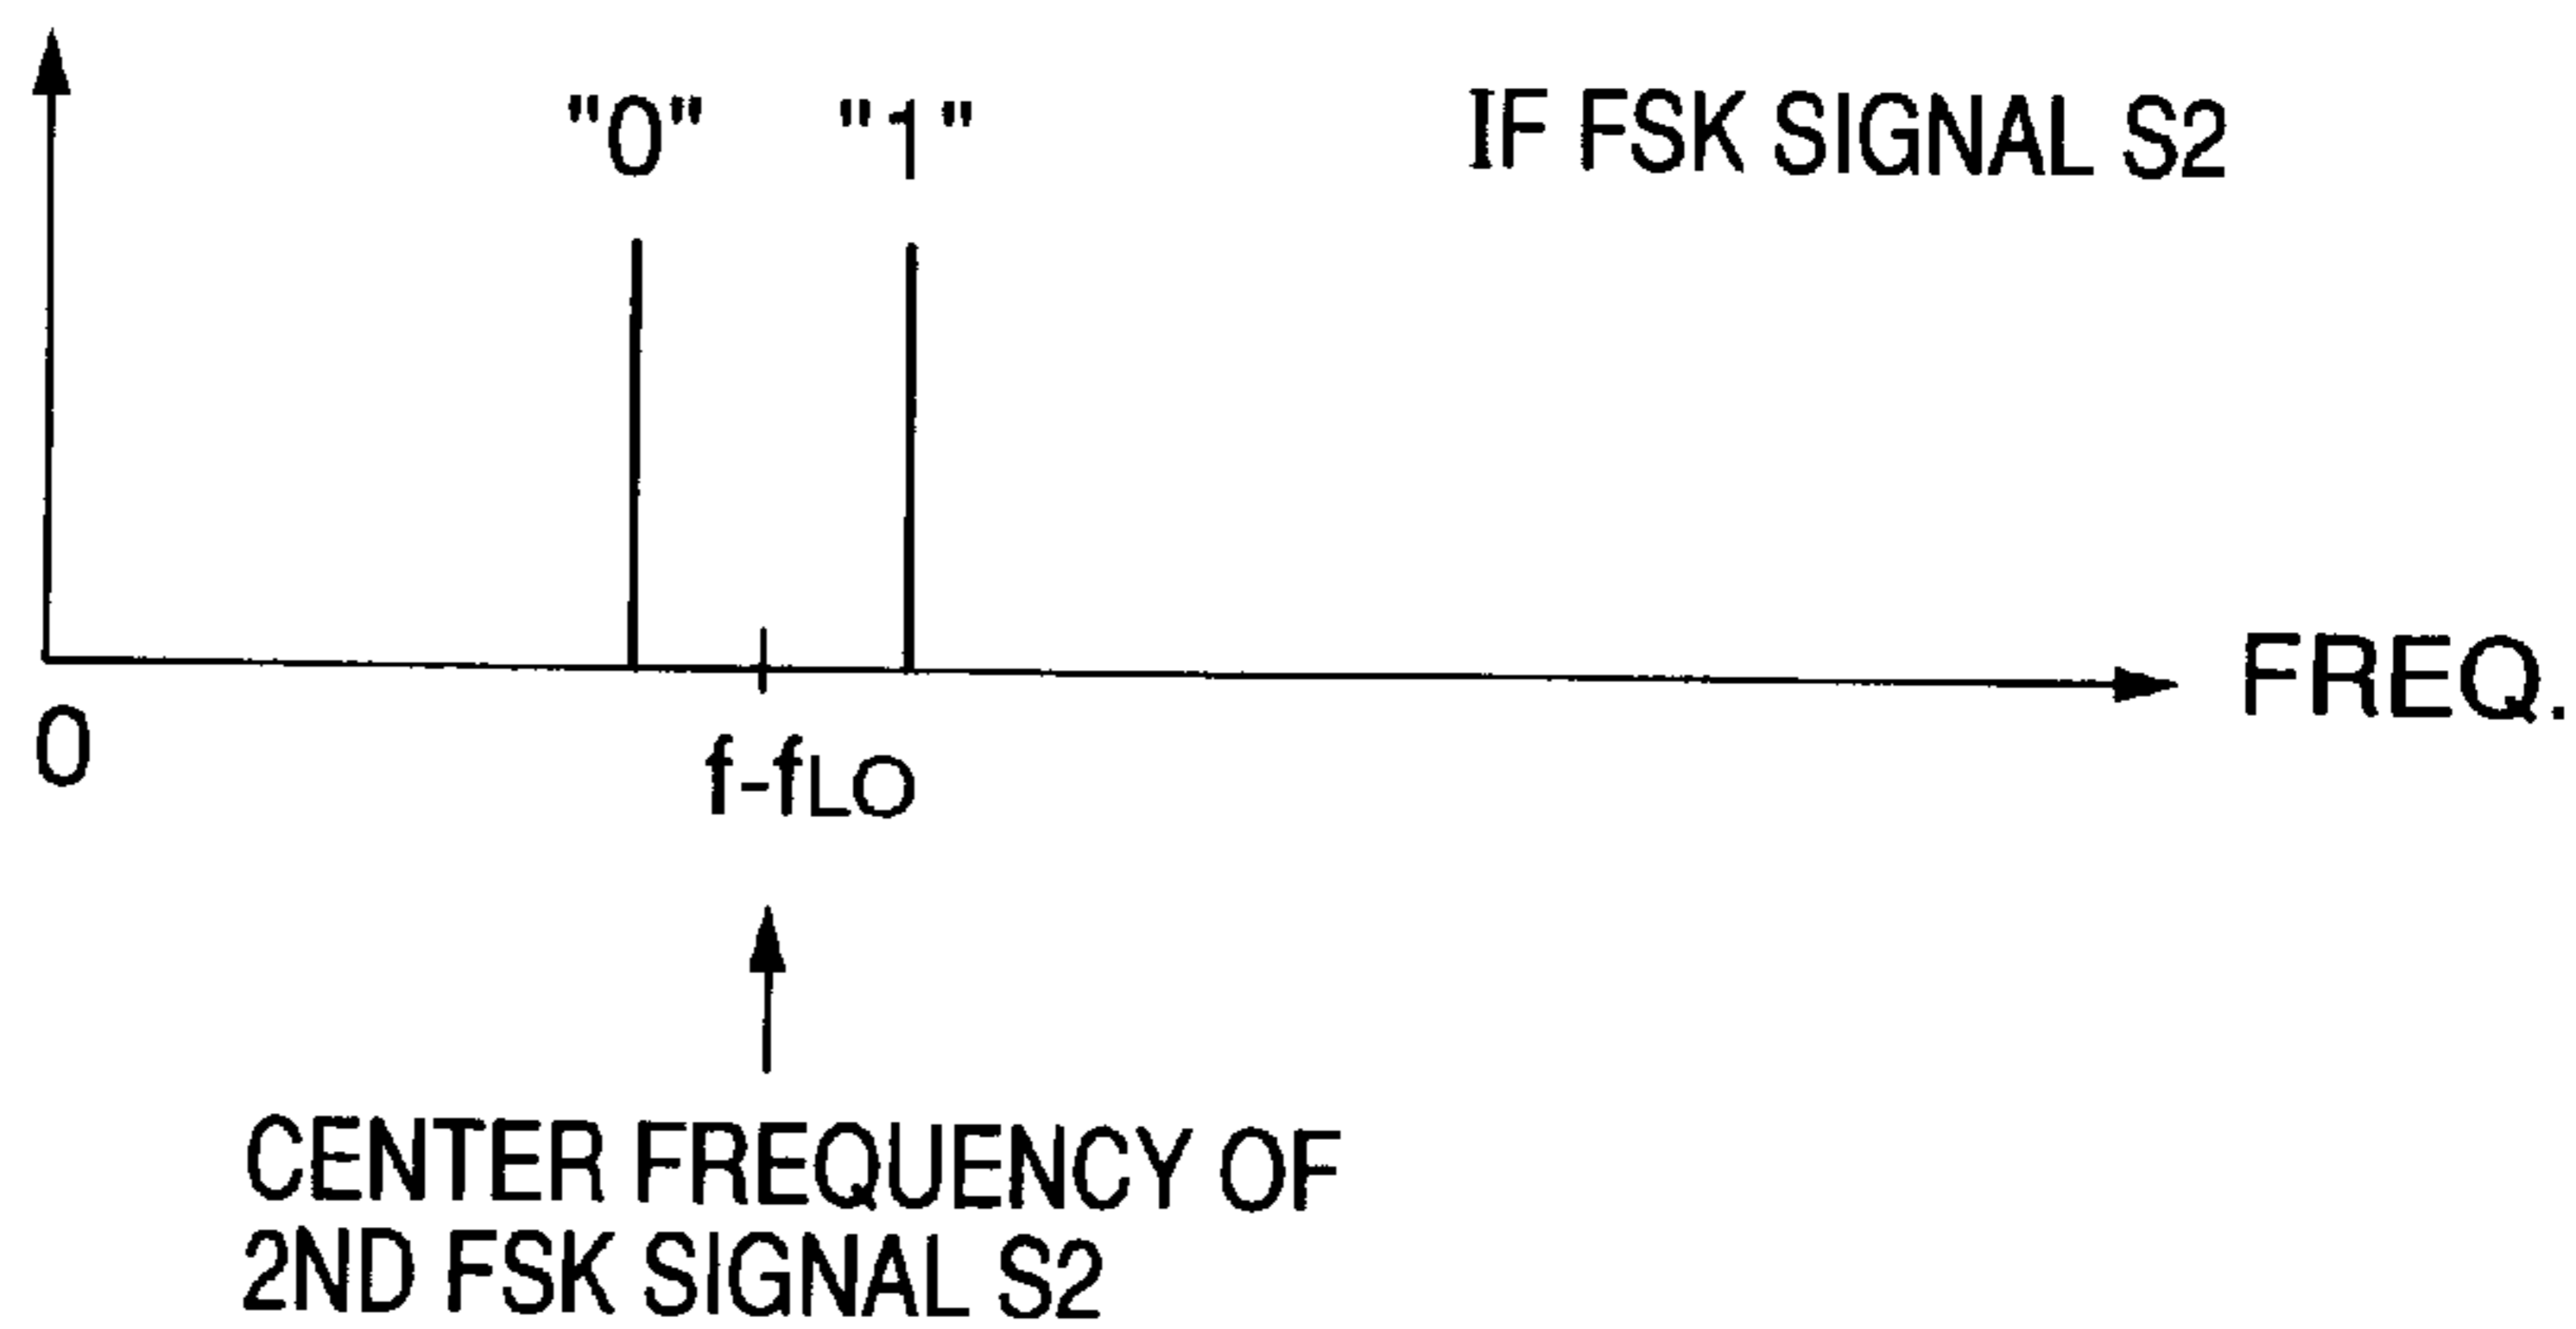 "0" "1" IF FSK SIGNAL S2
FREQ.
0
f-fLO
CENTER FREQUENCY OF
2ND FSK SIGNAL S2